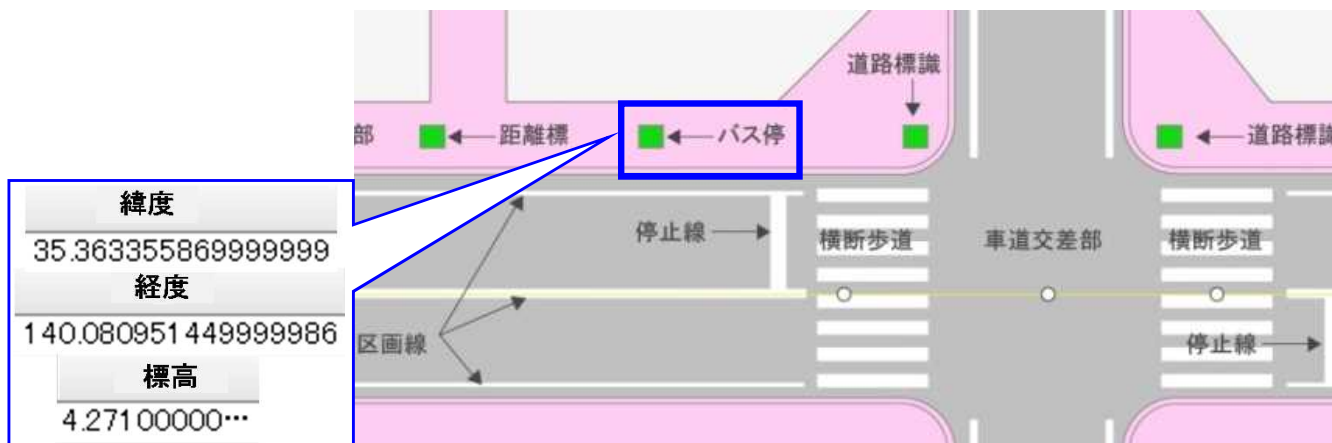 道路標識
部
距離標
バス停
道路標識
緯度
35.363355869999999
経度
140.080951449999986
標高
4.27100000…
停止線
横断歩道
車道交差部
横断歩道
区画線
停止線